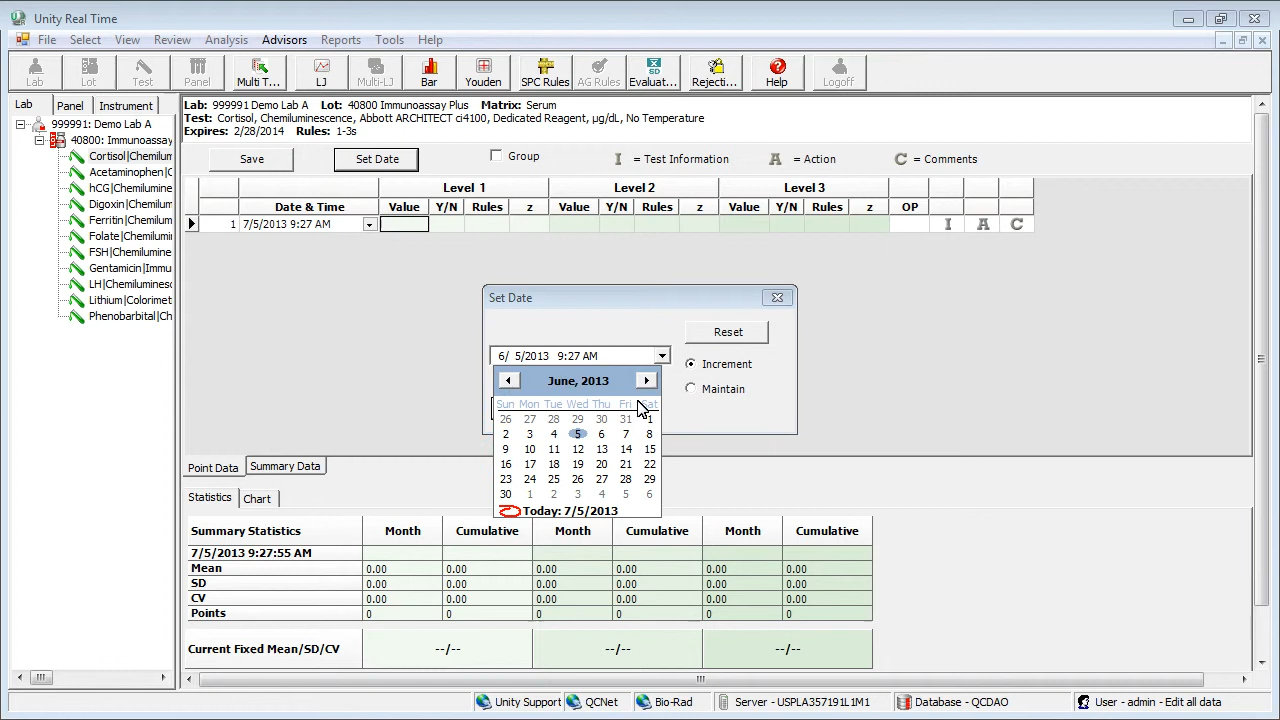 Unity Real Time
File Select View Review Analysis Advisors Reports Tools Help
Lab Lot Test Panel Multi T... LJ Multi-LJ Bar Youden SPC Rules AG Rules Evaluat... Rejecti... Help Logoff
Lab Panel Instrument
999991: Demo Lab A
40800: Immunoassay
Cortisol|Chemilum
Acetaminophen|C
hCG|Chemilumine
Digoxin|Chemilum
Ferritin|Chemilum
Folate|Chemilum
FSH|Chemilumine
Gentamicin|Immu
LH|Chemiluminesc
Lithium|Colorimet
Phenobarbital|Ch
Lab: 999991 Demo Lab A Lot: 40800 Immunoassay Plus Matrix: Serum
Test: Cortisol, Chemiluminescence, Abbott ARCHITECT ci4100, Dedicated Reagent, µg/dL, No Temperature
Expires: 2/28/2014 Rules: 1-3s
Save Set Date Group I = Test Information A = Action C = Comments
Level 1 Level 2 Level 3
Date & Time Value Y/N Rules z Value Y/N Rules z Value Y/N Rules z OP
1 7/5/2013 9:27 AM I A C
Set Date
Reset
6/ 5/2013 9:27 AM
Increment
Maintain
June, 2013
Sun Mon Tue Wed Thu Fri Sat
26 27 28 29 30 31 1
2 3 4 5 6 7 8
9 10 11 12 13 14 15
16 17 18 19 20 21 22
23 24 25 26 27 28 29
30 1 2 3 4 5 6
Today: 7/5/2013
Point Data Summary Data
Statistics Chart
Summary Statistics Month Cumulative Month Cumulative Month Cumulative
7/5/2013 9:27:55 AM
Mean 0.00 0.00 0.00 0.00 0.00 0.00
SD 0.00 0.00 0.00 0.00 0.00 0.00
CV 0.00 0.00 0.00 0.00 0.00 0.00
Points 0 0 0 0 0 0
Current Fixed Mean/SD/CV --/-- --/-- --/--
Unity Support QCNet Bio-Rad Server - USPLA357191L1M1 Database - QCDAO User - admin - Edit all data